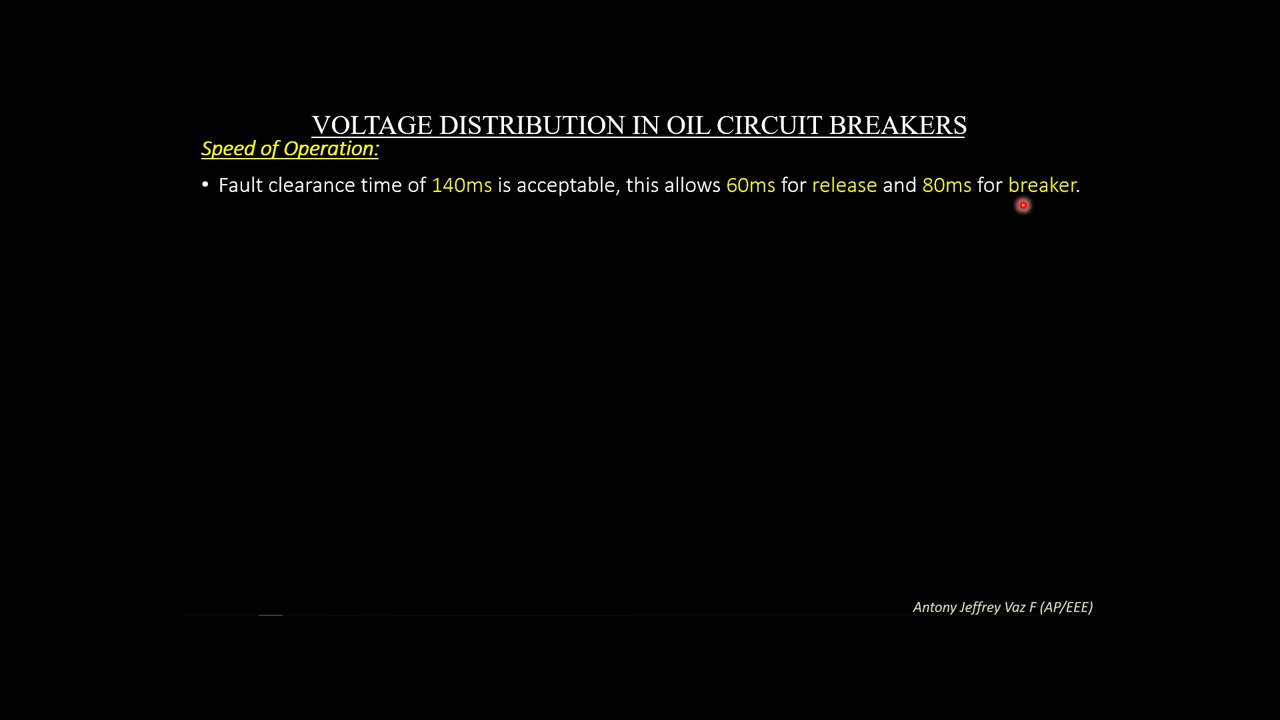 VOLTAGE DISTRIBUTION IN OIL CIRCUIT BREAKERS
Speed of Operation:
• Fault clearance time of 140ms is acceptable, this allows 60ms for release and 80ms for breaker.
Antony Jeffrey Vaz F (AP/EEE)